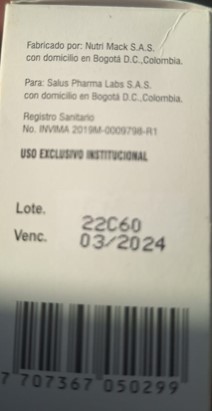 Fabricado por: Nutri Mack S.A.S.
con domicilio en Bogotá D.C.,Colombia.
Para: Salus Pharma Labs S.A.S.
con domicilio en Bogotá D.C.,Colombia.
Registro Sanitario
No. INVIMA 2019M-0009798-R1
USO EXCLUSIVO INSTITUCIONAL
Lote. 22C60
Venc. 03/2024
7 707367 050299